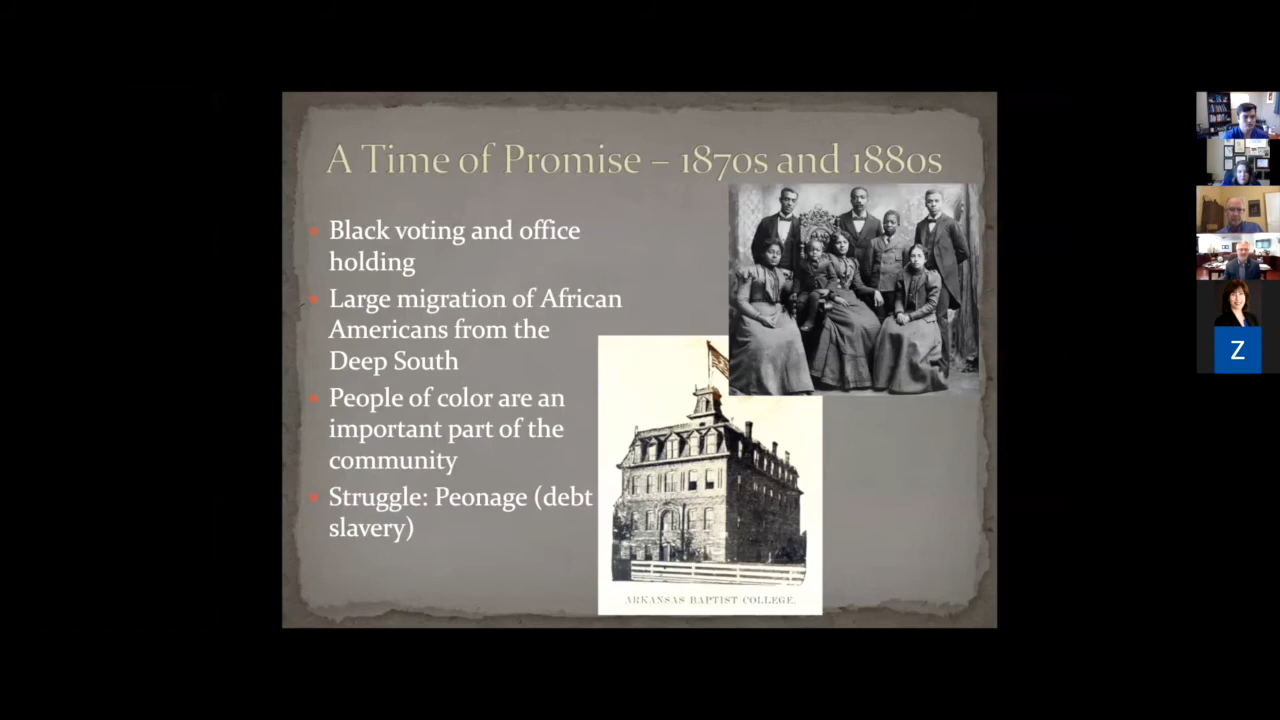 A Time of Promise – 1870s and 1880s
Black voting and office
holding
Large migration of African
Americans from the
Deep South
People of color are an
important part of the
community
Struggle: Peonage (debt
slavery)
ARKANSAS BAPTIST COLLEGE.
Z